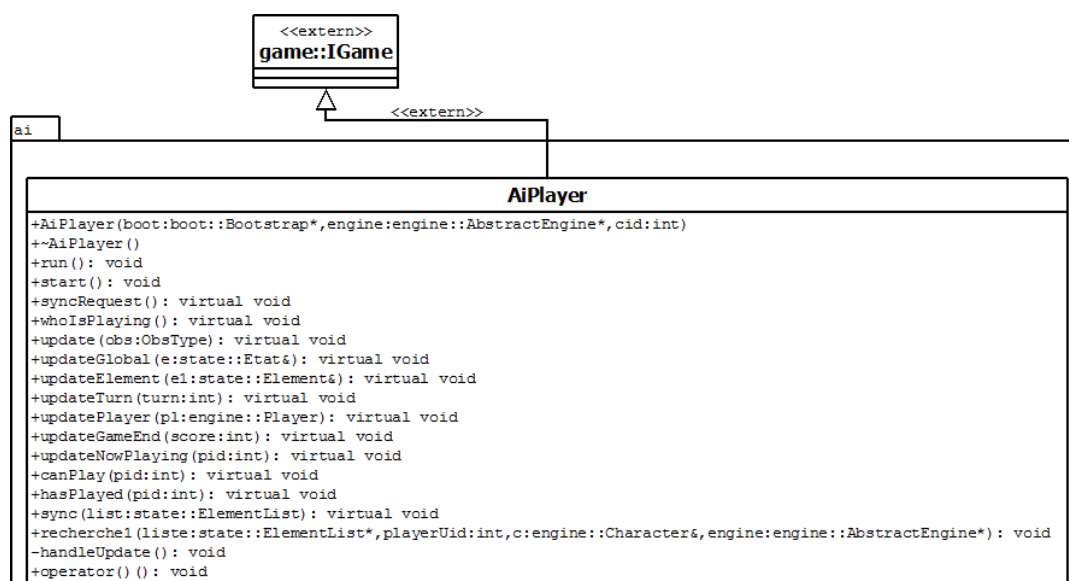 <<extern>>
game::IGame
<<extern>>
ai
AiPlayer
+AiPlayer(boot:boot::Bootstrap*,engine:engine::AbstractEngine*,cid:int)
+~AiPlayer()
+run(): void
+start(): void
+syncRequest(): virtual void
+whoIsPlaying(): virtual void
+update(obs:ObsType): virtual void
+updateGlobal(e:state::Etat&): virtual void
+updateElement(el:state::Element&): virtual void
+updateTurn(turn:int): virtual void
+updatePlayer(pl:engine::Player): virtual void
+updateGameEnd(score:int): virtual void
+updateNowPlaying(pid:int): virtual void
+canPlay(pid:int): virtual void
+hasPlayed(pid:int): virtual void
+sync(list:state::ElementList): virtual void
+recherche1(liste:state::ElementList*,playerUid:int,c:engine::Character&,engine:engine::AbstractEngine*): void
-handleUpdate(): void
+operator()(): void